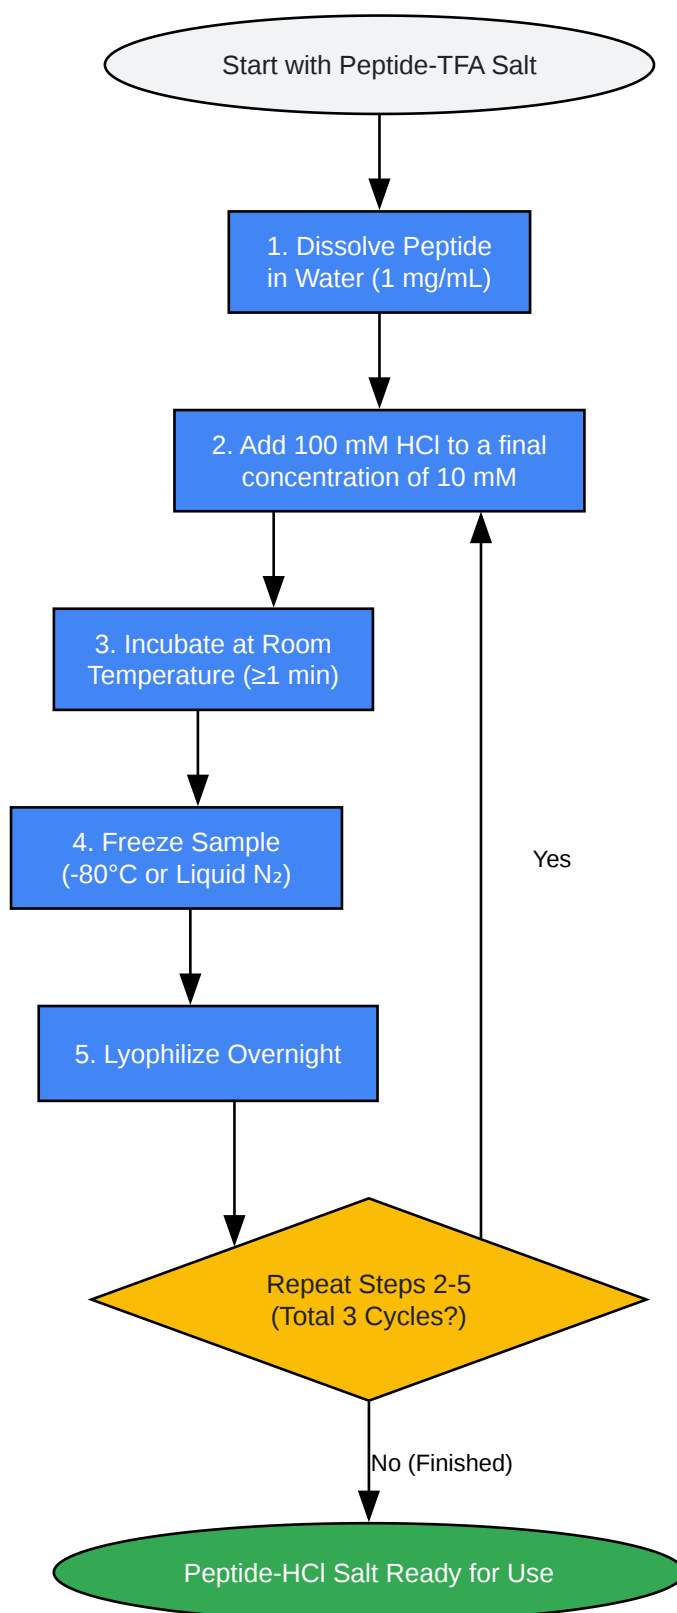 Start with Peptide-TFA Salt
1. Dissolve Peptide
in Water (1 mg/mL)
2. Add 100 mM HCl to a final
concentration of 10 mM
3. Incubate at Room
Temperature (≥1 min)
4. Freeze Sample
(-80°C or Liquid N₂)
Yes
5. Lyophilize Overnight
Repeat Steps 2-5
(Total 3 Cycles?)
No (Finished)
Peptide-HCl Salt Ready for Use